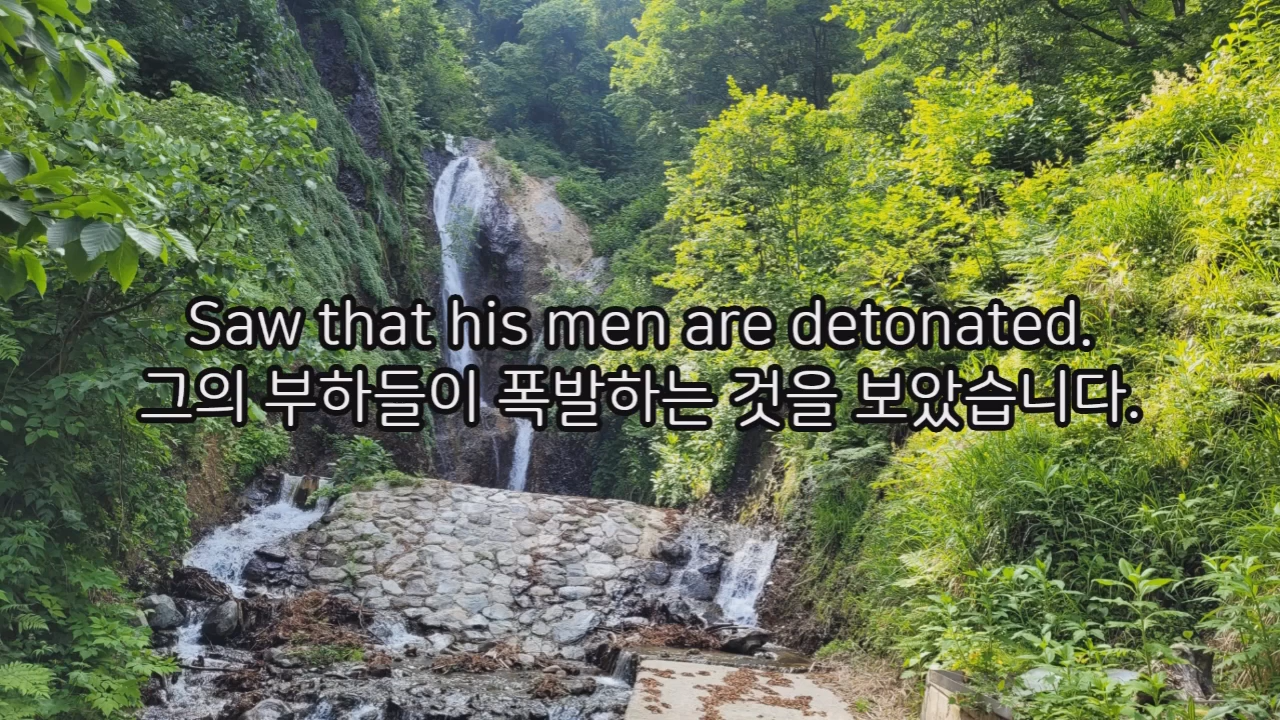 Saw that his men are detonated.
그의 부하들이 폭발하는 것을 보았습니다.